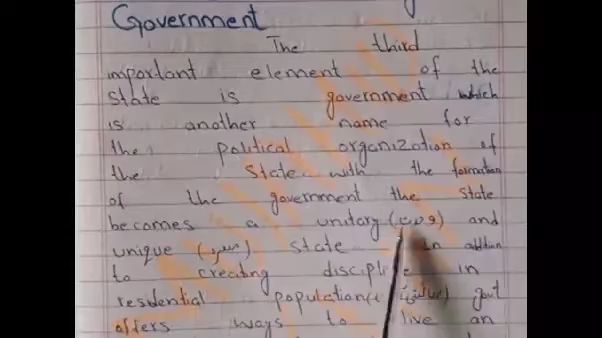 Government
The third
important element of the
state is government which
is another name for
the political organization of
the state with the formation
of the government the state
becomes a unitary ( ) and
unique ( ) state in addition
to creating discipline in
residential population ( ) govt
offers ways to live an